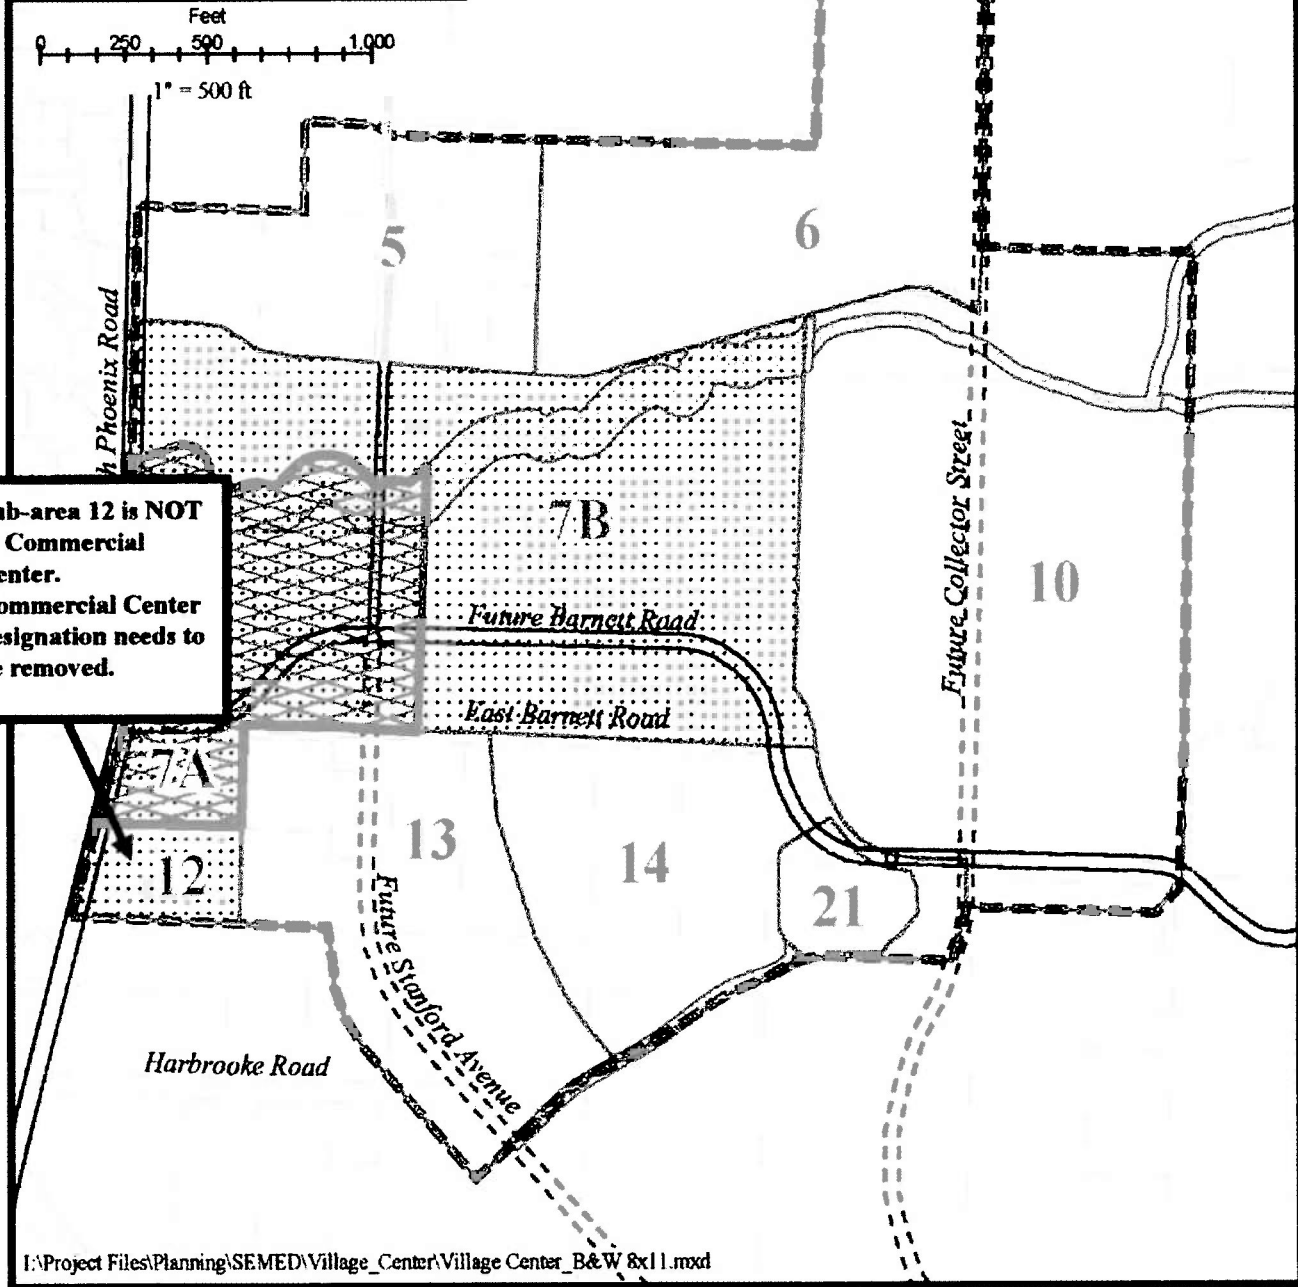 Feet
0 250 500 1,000
1" = 500 ft
5
6
h Phoenix Road
ub-area 12 is NOT
Commercial
enter.
ommercial Center
esignation needs to
e removed.
7B
Future Collector Street
10
Future Barnett Road
East Barnett Road
7A
12
13
14
21
Future Stanford Avenue
Harbrooke Road
I:\Project Files\Planning\SEMED\Village_Center\Village Center_B&W 8x11.mxd